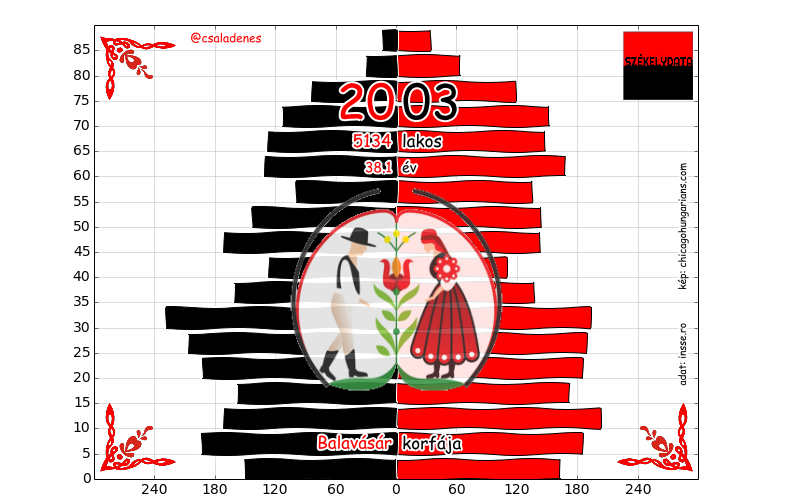 @csaladenes
SZÉKELYDATA
2003
5134 lakos
38.1 év
kép: chicagohungarians.com
adat: insse.ro
Balavásár korfája
85
80
75
70
65
60
55
50
45
40
35
30
25
20
15
10
5
0
240 180 120 60 0 60 120 180 240